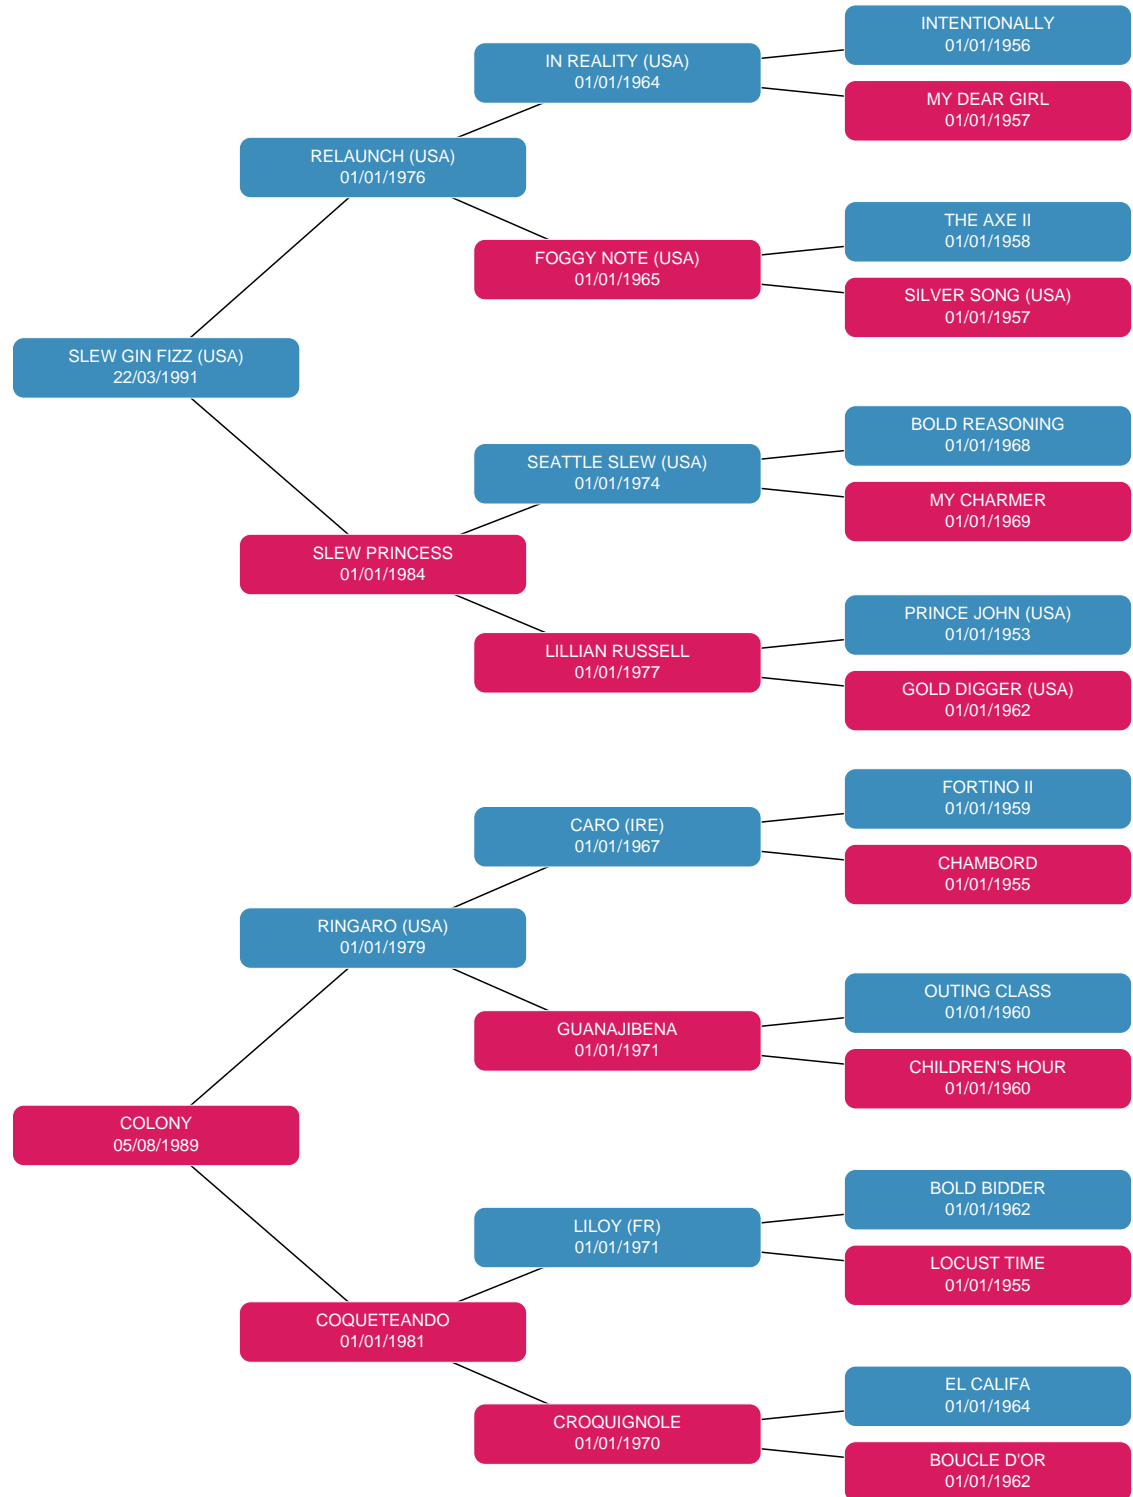 INTENTIONALLY
01/01/1956
IN REALITY (USA)
01/01/1964
MY DEAR GIRL
01/01/1957
RELAUNCH (USA)
01/01/1976
THE AXE II
01/01/1958
FOGGY NOTE (USA)
01/01/1965
SILVER SONG (USA)
01/01/1957
SLEW GIN FIZZ (USA)
22/03/1991
BOLD REASONING
01/01/1968
SEATTLE SLEW (USA)
01/01/1974
MY CHARMER
01/01/1969
SLEW PRINCESS
01/01/1984
PRINCE JOHN (USA)
01/01/1953
LILLIAN RUSSELL
01/01/1977
GOLD DIGGER (USA)
01/01/1962
FORTINO II
01/01/1959
CARO (IRE)
01/01/1967
CHAMBORD
01/01/1955
RINGARO (USA)
01/01/1979
OUTING CLASS
01/01/1960
GUANAJIBENA
01/01/1971
CHILDREN'S HOUR
01/01/1960
COLONY
05/08/1989
BOLD BIDDER
01/01/1962
LILOY (FR)
01/01/1971
LOCUST TIME
01/01/1955
COQUETEANDO
01/01/1981
EL CALIFA
01/01/1964
CROQUIGNOLE
01/01/1970
BOUCLE D'OR
01/01/1962